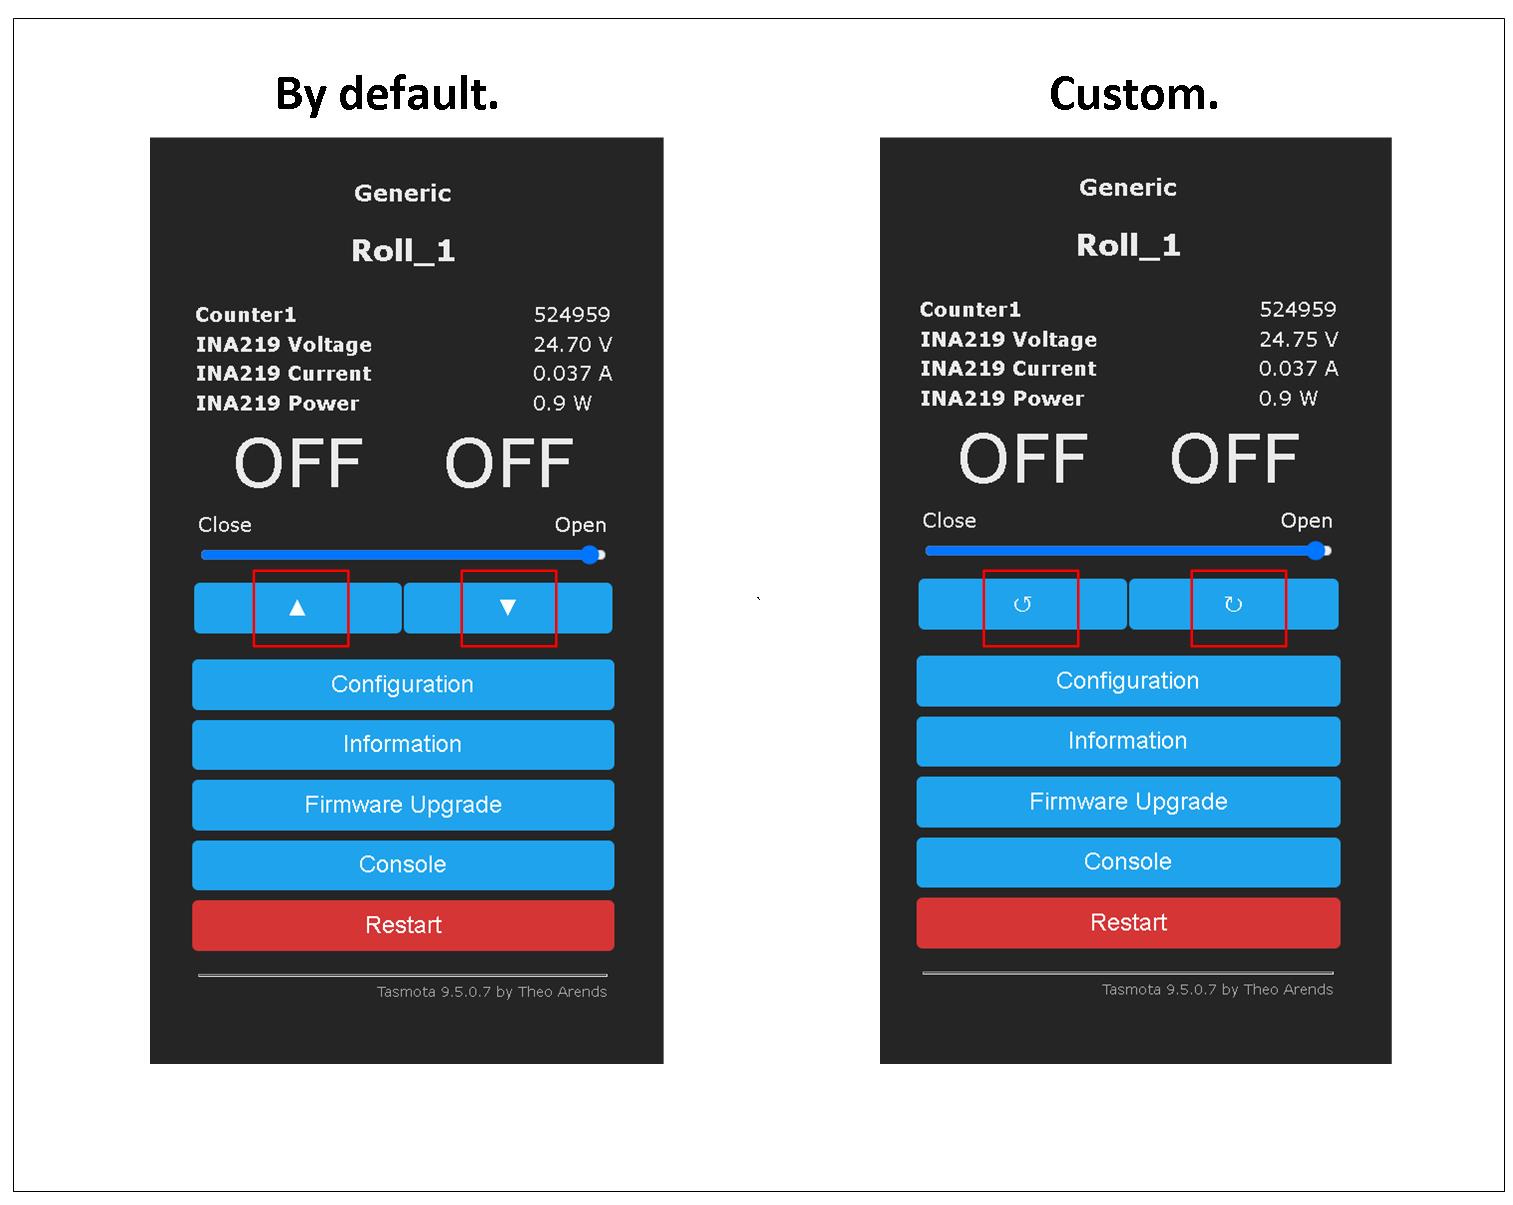 By default.
Generic
Roll_1
Counter1 524959
INA219 Voltage 24.70 V
INA219 Current 0.037 A
INA219 Power 0.9 W
OFF OFF
Close Open
▲ ▼
Configuration
Information
Firmware Upgrade
Console
Restart
Tasmota 9.5.0.7 by Theo Arends
`
Custom.
Generic
Roll_1
Counter1 524959
INA219 Voltage 24.75 V
INA219 Current 0.037 A
INA219 Power 0.9 W
OFF OFF
Close Open
↺ ↻
Configuration
Information
Firmware Upgrade
Console
Restart
Tasmota 9.5.0.7 by Theo Arends